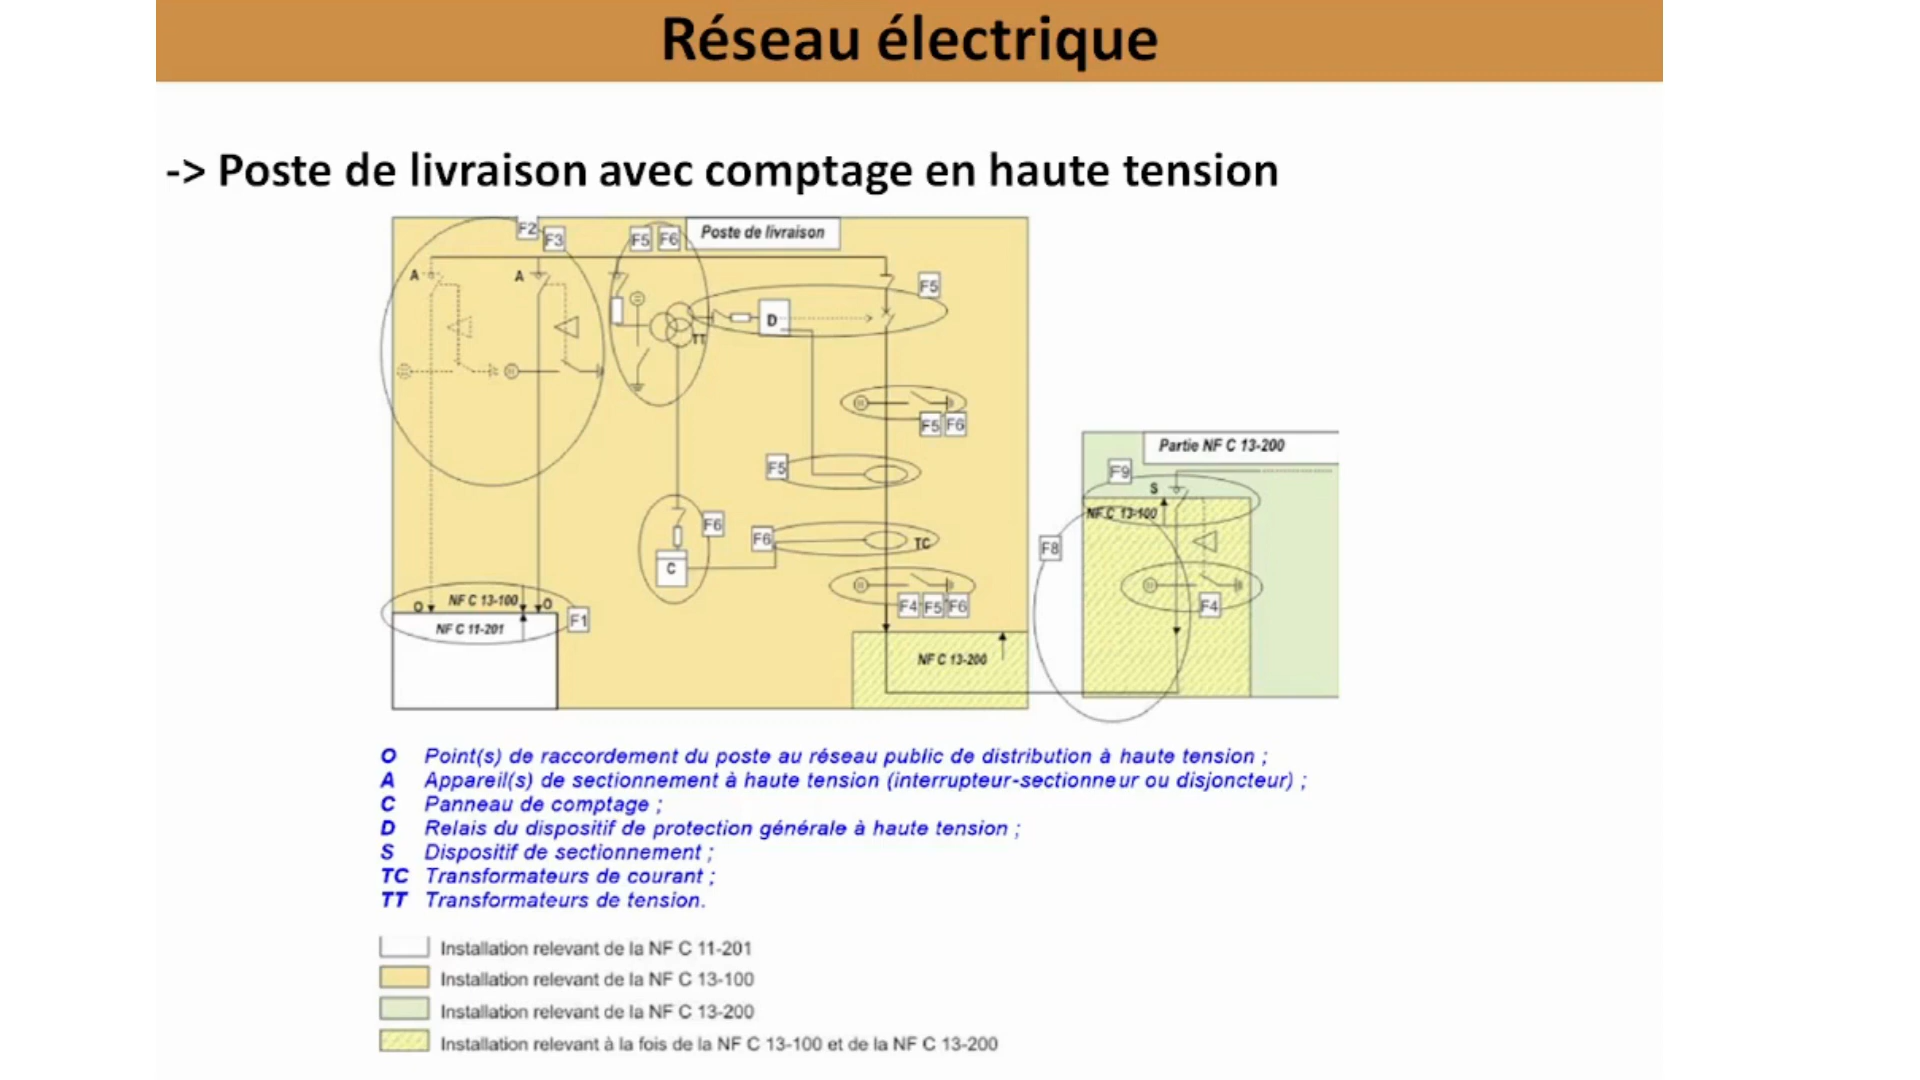 Réseau électrique
-> Poste de livraison avec comptage en haute tension
F2
F3
F5 F6
Poste de livraison
A
A
F5
D
TT
F5 F6
Partie NF C 13-200
F5
F9
S
NF C 13-100
F6
F6
TC
F8
C
F4 F5 F6
F4
O
NF C 13-100
O
F1
NF C 11-201
NF C 13-200
O Point(s) de raccordement du poste au réseau public de distribution à haute tension ;
A Appareil(s) de sectionnement à haute tension (interrupteur-sectionneur ou disjoncteur) ;
C Panneau de comptage ;
D Relais du dispositif de protection générale à haute tension ;
S Dispositif de sectionnement ;
TC Transformateurs de courant ;
TT Transformateurs de tension.
Installation relevant de la NF C 11-201
Installation relevant de la NF C 13-100
Installation relevant de la NF C 13-200
Installation relevant à la fois de la NF C 13-100 et de la NF C 13-200